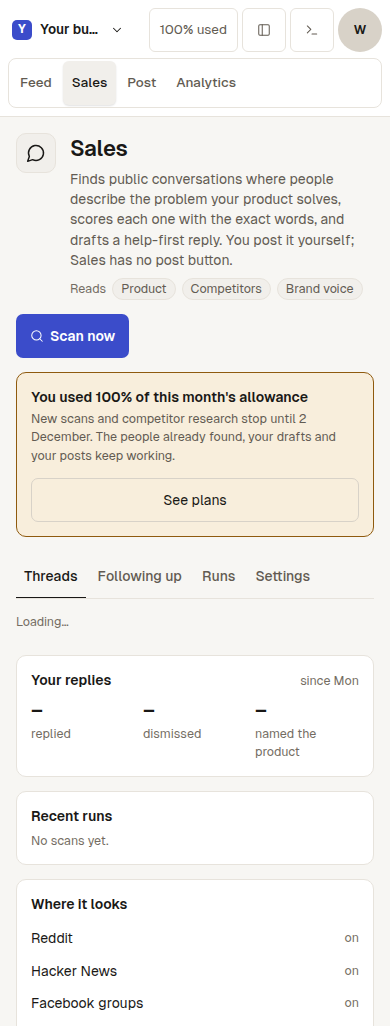 Y Your bu... 100% used W
Feed Sales Post Analytics
Sales
Finds public conversations where people
describe the problem your product solves,
scores each one with the exact words, and
drafts a help-first reply. You post it yourself;
Sales has no post button.
Reads Product Competitors Brand voice
Scan now
You used 100% of this month's allowance
New scans and competitor research stop until 2
December. The people already found, your drafts and
your posts keep working.
See plans
Threads Following up Runs Settings
Loading…
Your replies since Mon
– – –
replied dismissed named the
product
Recent runs
No scans yet.
Where it looks
Reddit on
Hacker News on
Facebook groups on